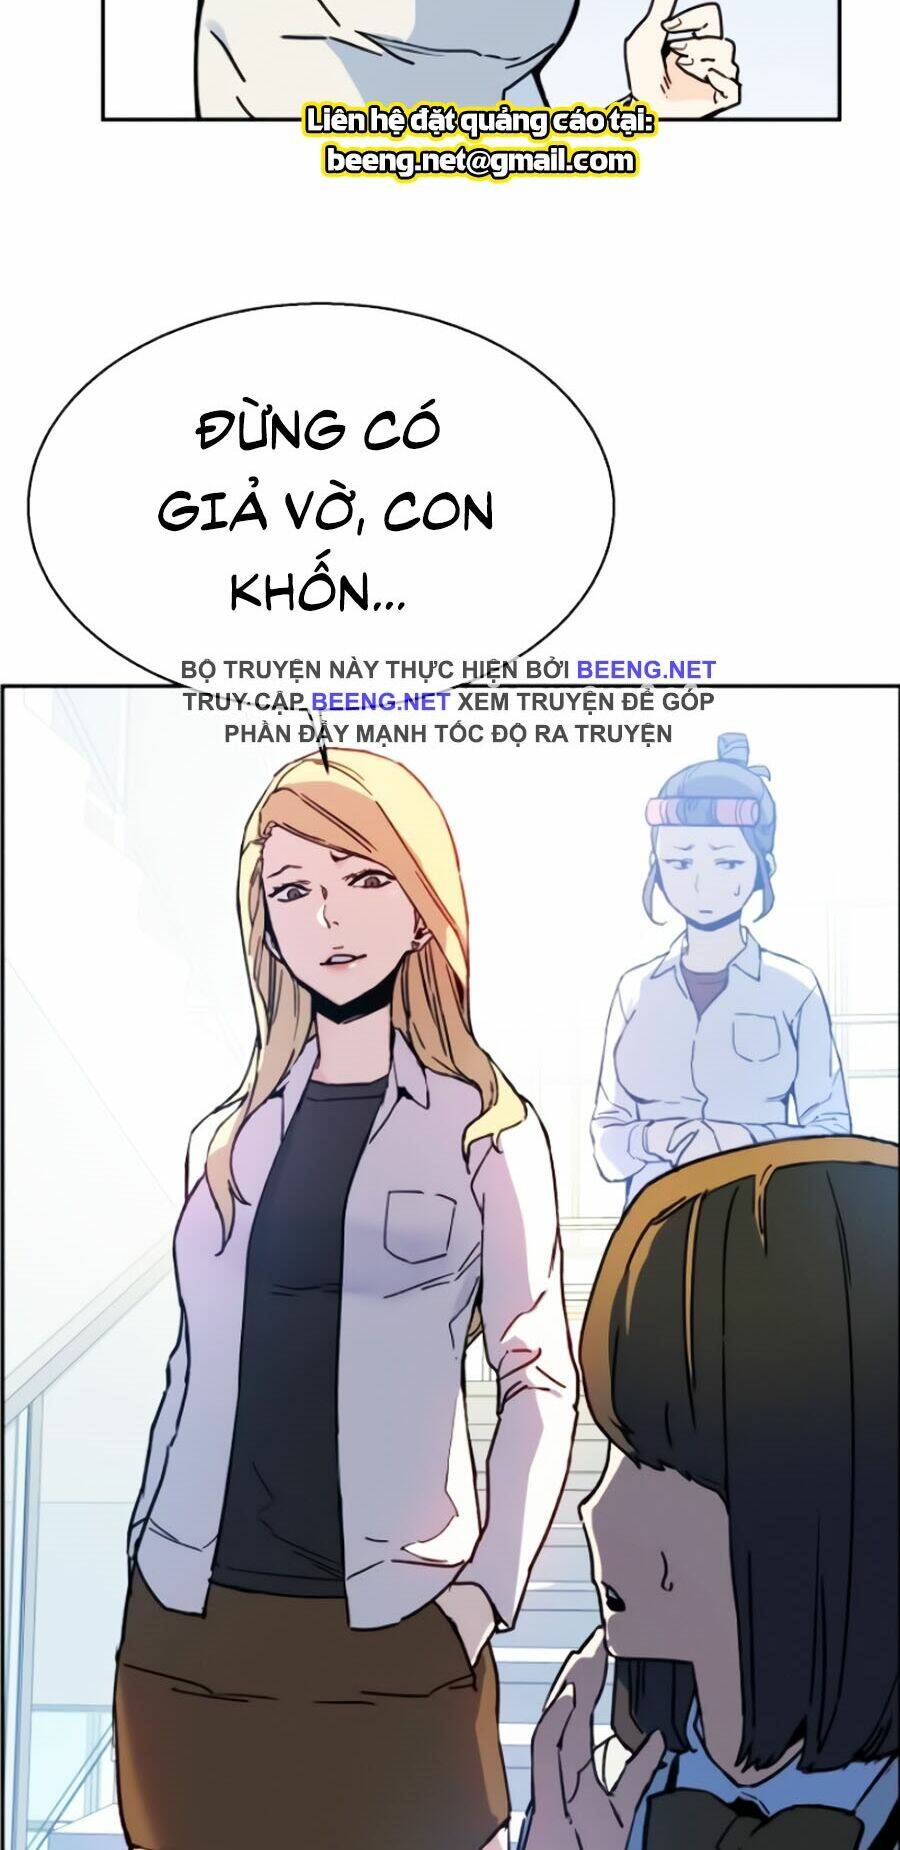 Liên hệ đặt quảng cáo tại:
beeng.net@gmail.com
ĐỪNG CÓ
GIẢ VỜ, CON
KHỐN...
BỘ TRUYỆN NÀY THỰC HIỆN BỞI BEENG.NET
TRUY CẬP BEENG.NET XEM TRUYỆN ĐỂ GÓP
PHẦN ĐẨY MẠNH TỐC ĐỘ RA TRUYỆN